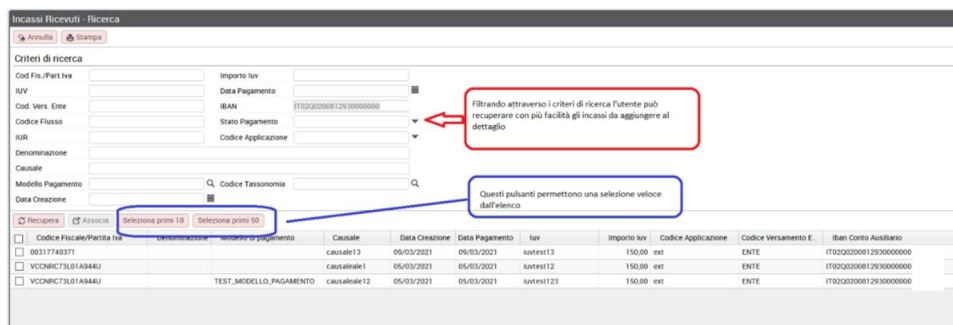 Incassi Ricevuti - Ricerca
Annulla Stampa
Criteri di ricerca
Cod.Fis./Part.Iva Importo Iuv
IUV Data Pagamento
Cod. Vers. Ente IBAN IT02Q0200812930000000
Codice Flusso Stato Pagamento
IUR Codice Applicazione
Denominazione
Causale
Modello Pagamento Codice Tassonomia
Data Creazione
Filtrando attraverso i criteri di ricerca l'utente può
recuperare con più facilità gli incassi da aggiungere al
dettaglio
Questi pulsanti permettono una selezione veloce
dall'elenco
Recupera Associa Seleziona primi 10 Seleziona primi 50
Codice Fiscale/Partita Iva Denominazione Modello di pagamento Causale Data Creazione Data Pagamento Iuv Importo Iuv Codice Applicazione Codice Versamento E... Iban Conto Ausiliario
00317740371 causale13 09/03/2021 09/03/2021 iuvtest13 150,00 ext ENTE IT02Q0200812930000000
VCCNRC73L01A944U causaleale1 05/03/2021 05/03/2021 iuvtest12 150,00 ext ENTE IT02Q0200812930000000
VCCNRC73L01A944U TEST_MODELLO_PAGAMENTO causaleale12 05/03/2021 05/03/2021 iuvtest123 150,00 ext ENTE IT02Q0200812930000000